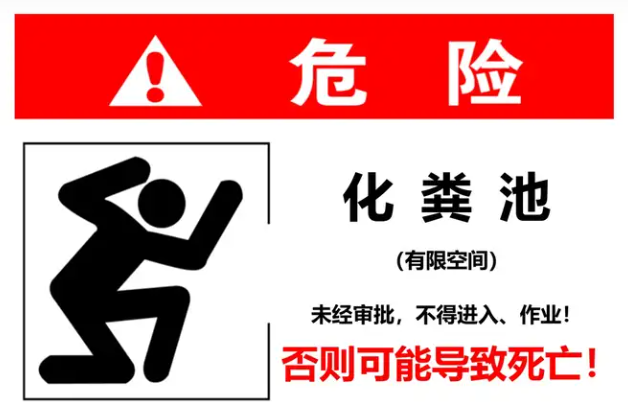 危险
化粪池
（有限空间）
未经审批，不得进入、作业！
否则可能导致死亡！